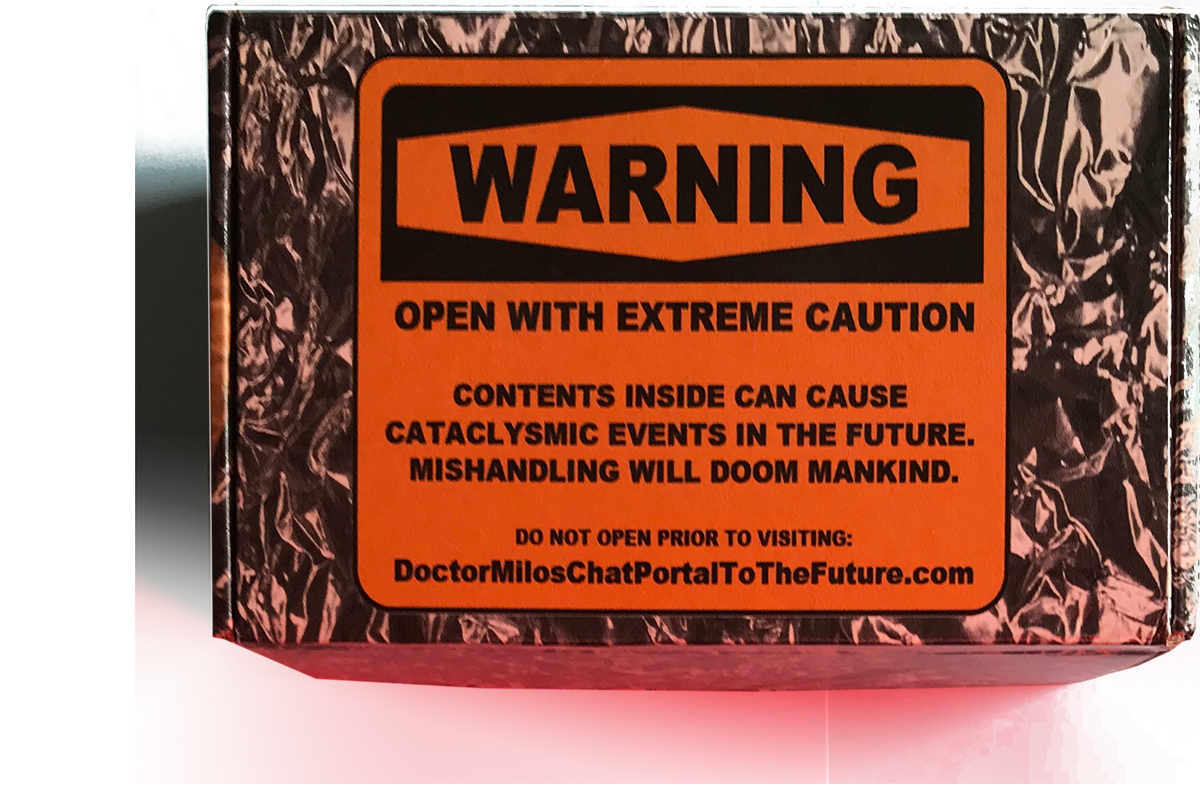 WARNING
OPEN WITH EXTREME CAUTION
CONTENTS INSIDE CAN CAUSE
CATACLYSMIC EVENTS IN THE FUTURE.
MISHANDLING WILL DOOM MANKIND.
DO NOT OPEN PRIOR TO VISITING:
DoctorMilosChatPortalToTheFuture.com